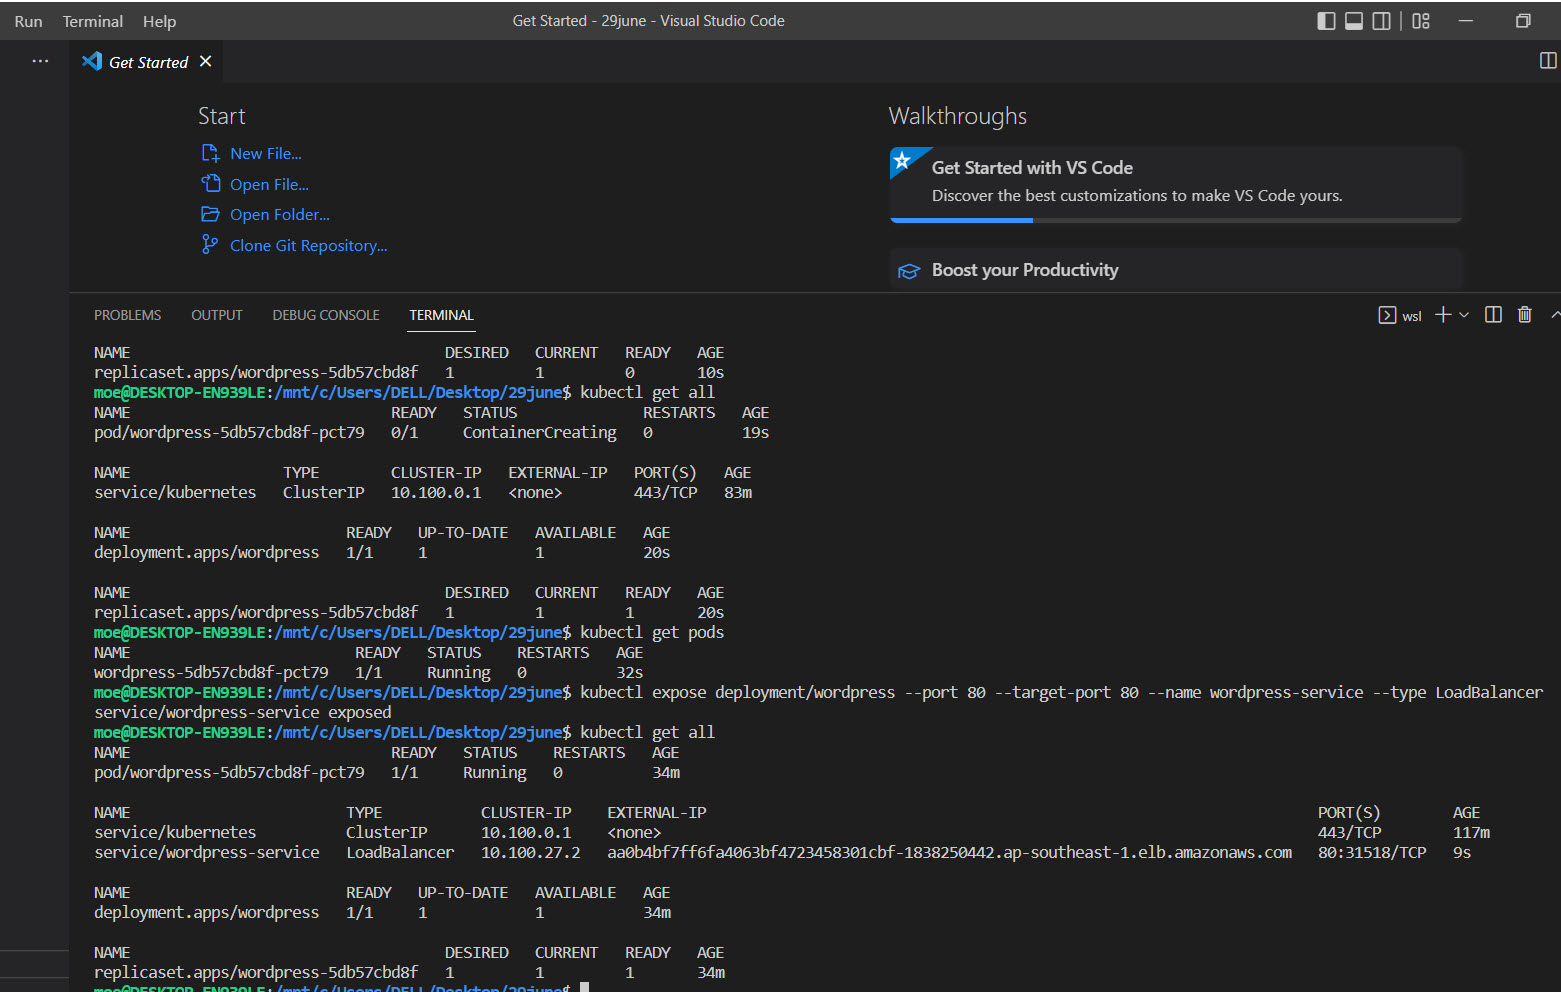 Run Terminal Help Get Started - 29june - Visual Studio Code
Get Started
Start
New File...
Open File...
Open Folder...
Clone Git Repository...
Walkthroughs
Get Started with VS Code
Discover the best customizations to make VS Code yours.
Boost your Productivity
PROBLEMS OUTPUT DEBUG CONSOLE TERMINAL wsl
NAME DESIRED CURRENT READY AGE
replicaset.apps/wordpress-5db57cbd8f 1 1 0 10s
moe@DESKTOP-EN939LE:/mnt/c/Users/DELL/Desktop/29june$ kubectl get all
NAME READY STATUS RESTARTS AGE
pod/wordpress-5db57cbd8f-pct79 0/1 ContainerCreating 0 19s
NAME TYPE CLUSTER-IP EXTERNAL-IP PORT(S) AGE
service/kubernetes ClusterIP 10.100.0.1 <none> 443/TCP 83m
NAME READY UP-TO-DATE AVAILABLE AGE
deployment.apps/wordpress 1/1 1 1 20s
NAME DESIRED CURRENT READY AGE
replicaset.apps/wordpress-5db57cbd8f 1 1 1 20s
moe@DESKTOP-EN939LE:/mnt/c/Users/DELL/Desktop/29june$ kubectl get pods
NAME READY STATUS RESTARTS AGE
wordpress-5db57cbd8f-pct79 1/1 Running 0 32s
moe@DESKTOP-EN939LE:/mnt/c/Users/DELL/Desktop/29june$ kubectl expose deployment/wordpress --port 80 --target-port 80 --name wordpress-service --type LoadBalancer
service/wordpress-service exposed
moe@DESKTOP-EN939LE:/mnt/c/Users/DELL/Desktop/29june$ kubectl get all
NAME READY STATUS RESTARTS AGE
pod/wordpress-5db57cbd8f-pct79 1/1 Running 0 34m
NAME TYPE CLUSTER-IP EXTERNAL-IP PORT(S) AGE
service/kubernetes ClusterIP 10.100.0.1 <none> 443/TCP 117m
service/wordpress-service LoadBalancer 10.100.27.2 aa0b4bf7ff6fa4063bf4723458301cbf-1838250442.ap-southeast-1.elb.amazonaws.com 80:31518/TCP 9s
NAME READY UP-TO-DATE AVAILABLE AGE
deployment.apps/wordpress 1/1 1 1 34m
NAME DESIRED CURRENT READY AGE
replicaset.apps/wordpress-5db57cbd8f 1 1 1 34m
moe@DESKTOP-EN939LE:/mnt/c/Users/DELL/Desktop/29june$